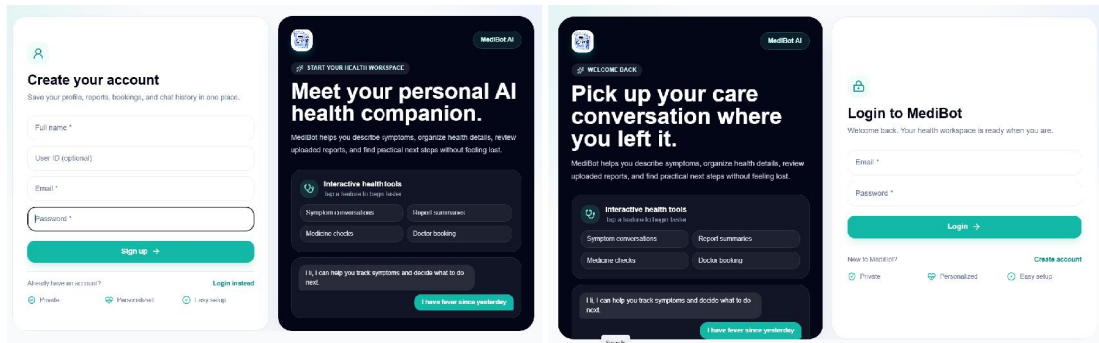 Create your account
Save your profile, reports, bookings, and chat history in one place.
Full name *
User ID (optional)
Email *
Password *
Sign up →
Already have an account?
Login instead
Private
Personalized
Easy setup
MediBot AI
START YOUR HEALTH WORKSPACE
Meet your personal AI
health companion.
MediBot helps you describe symptoms, organize health details, review
uploaded reports, and find practical next steps without feeling lost.
Interactive health tools
Tap a feature to begin faster
Symptom conversations
Report summaries
Medicine checks
Doctor booking
Hi, I can help you track symptoms and decide what to do
next.
I have fever since yesterday
MediBot AI
WELCOME BACK
Pick up your care
conversation where
you left it.
MediBot helps you describe symptoms, organize health details, review
uploaded reports, and find practical next steps without feeling lost.
Interactive health tools
Tap a feature to begin faster
Symptom conversations
Report summaries
Medicine checks
Doctor booking
Hi, I can help you track symptoms and decide what to do
next.
I have fever since yesterday
Login to MediBot
Welcome back. Your health workspace is ready when you are.
Email *
Password *
Login →
New to MediBot?
Create account
Private
Personalized
Easy setup